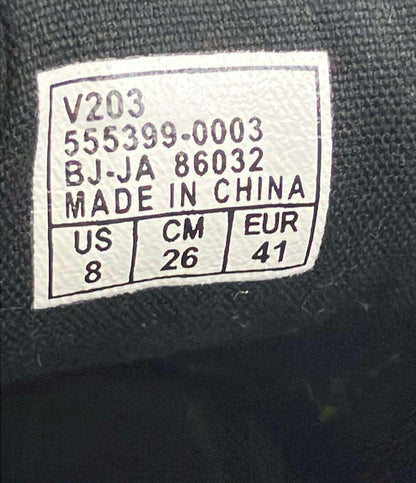 V203
555399-0003
BJ-JA 86032
MADE IN CHINA
US CM EUR
8 26 41